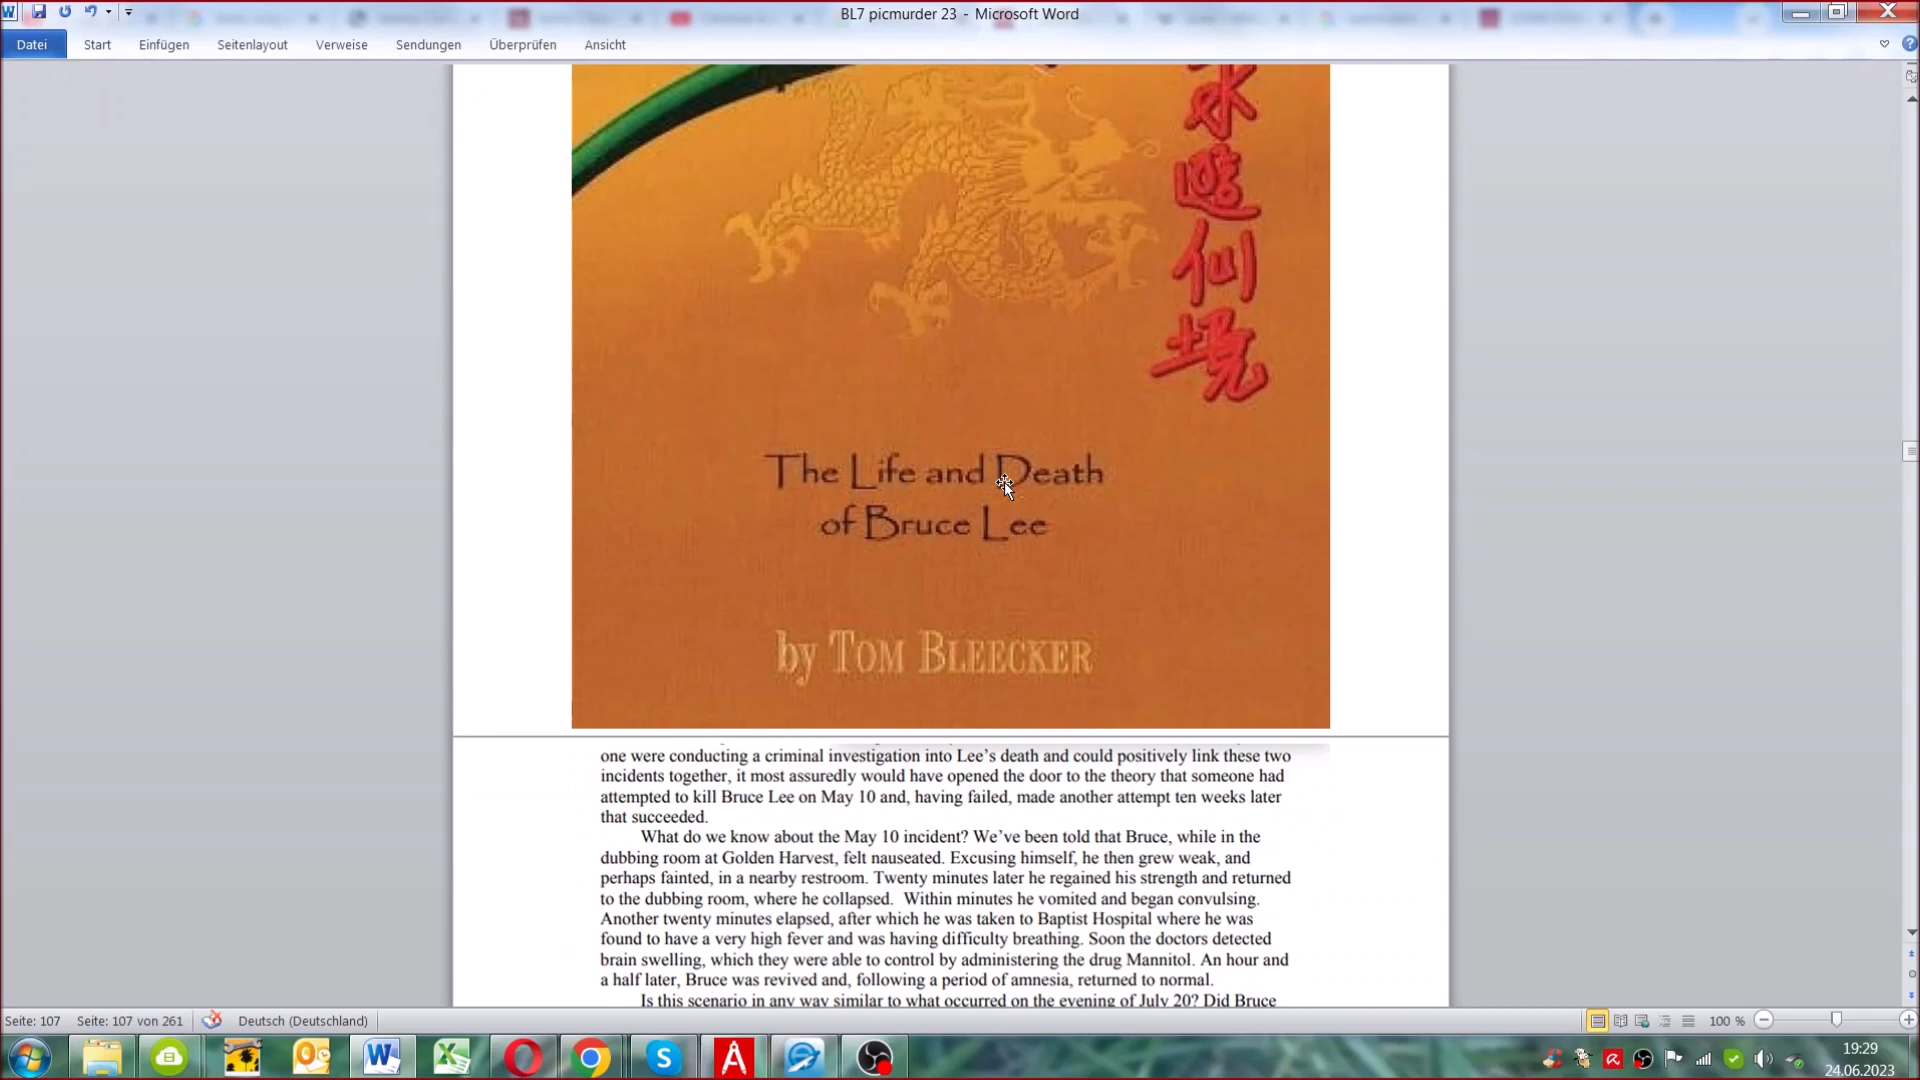 BL7 picmurder 23 - Microsoft Word
Datei
Start
Einfügen
Seitenlayout
Verweise
Sendungen
Überprüfen
Ansicht
水
遊
仙
境
The Life and Death
of Bruce Lee
by TOM BLEECKER
one were conducting a criminal investigation into Lee’s death and could positively link these two
incidents together, it most assuredly would have opened the door to the theory that someone had
attempted to kill Bruce Lee on May 10 and, having failed, made another attempt ten weeks later
that succeeded.
What do we know about the May 10 incident? We’ve been told that Bruce, while in the
dubbing room at Golden Harvest, felt nauseated. Excusing himself, he then grew weak, and
perhaps fainted, in a nearby restroom. Twenty minutes later he regained his strength and returned
to the dubbing room, where he collapsed. Within minutes he vomited and began convulsing.
Another twenty minutes elapsed, after which he was taken to Baptist Hospital where he was
found to have a very high fever and was having difficulty breathing. Soon the doctors detected
brain swelling, which they were able to control by administering the drug Mannitol. An hour and
a half later, Bruce was revived and, following a period of amnesia, returned to normal.
Is this scenario in any way similar to what occurred on the evening of July 20? Did Bruce
Seite: 107
Seite: 107 von 261
Deutsch (Deutschland)
100 %
19:29
24.06.2023